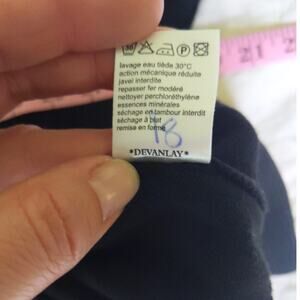 30
P
lavage eau tiède 30°C
action mécanique réduite
javel interdite
repasser fer modéré
nettoyer perchloréthylène
essences minérales
séchage en tambour interdit
séchage à plat
remise en forme
18
*DEVANLAY*